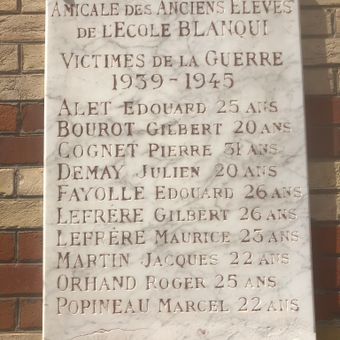 AMICALE DES ANCIENS ELEVES
DE L'ECOLE BLANQUI
VICTIMES DE LA GUERRE
1939-1945
ALET EDOUARD 25 ANS
BOUROT GILBERT 20 ANS
COGNET PIERRE 31 ANS
DEMAY JULIEN 20 ANS
FAYOLLE EDOUARD 26 ANS
LEFRÈRE GILBERT 26 ANS
LEFRÈRE MAURICE 23 ANS
MARTIN JACQUES 22 ANS
ORHAND ROGER 25 ANS
POPINEAU MARCEL 22 ANS